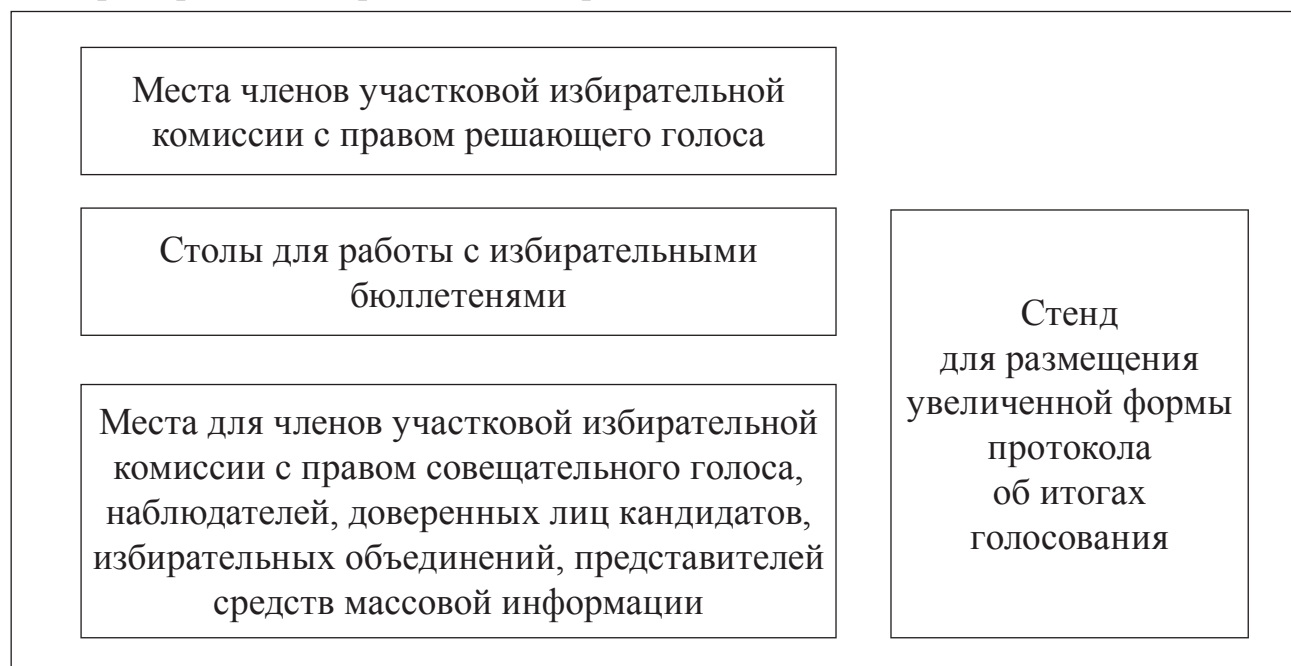 Места членов участковой избирательной
комиссии с правом решающего голоса
Столы для работы с избирательными
бюллетенями
Места для членов участковой избирательной
комиссии с правом совещательного голоса,
наблюдателей, доверенных лиц кандидатов,
избирательных объединений, представителей
средств массовой информации
Стенд
для размещения
увеличенной формы
протокола
об итогах
голосования